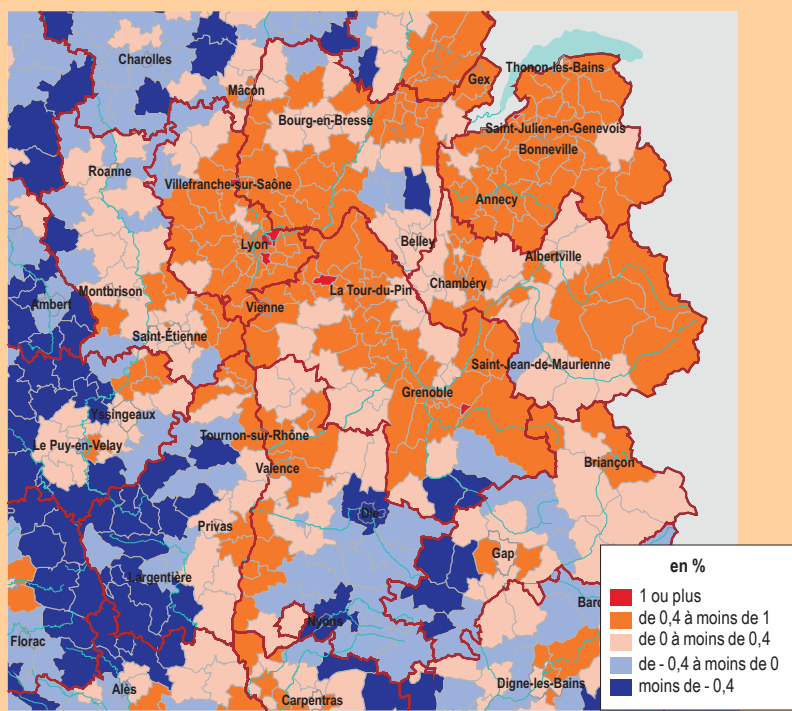 Charolles
Thonon-les-Bains
Gex
Mâcon
Bourg-en-Bresse
Saint-Julien-en-Genevois
Bonneville
Roanne
Villefranche-sur-Saône
Annecy
Lyon
Belley
Albertville
Chambéry
Montbrison
La Tour-du-Pin
Ambert
Vienne
Saint-Étienne
Saint-Jean-de-Maurienne
Grenoble
Yssingeaux
Tournon-sur-Rhône
Le Puy-en-Velay
Briançon
Valence
Die
Privas
Gap
Largentière
Barc
Nyons
Florac
Alès
Digne-les-Bains
Carpentras
en %
1 ou plus
de 0,4 à moins de 1
de 0 à moins de 0,4
de - 0,4 à moins de 0
moins de - 0,4